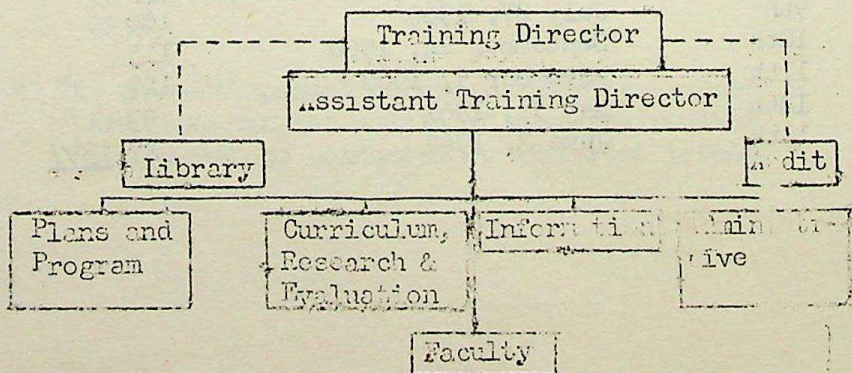 Training Director
Assistant Training Director
Library
Audit
Plans and
Program
Curriculum,
Research &
Evaluation
Information
Faculty